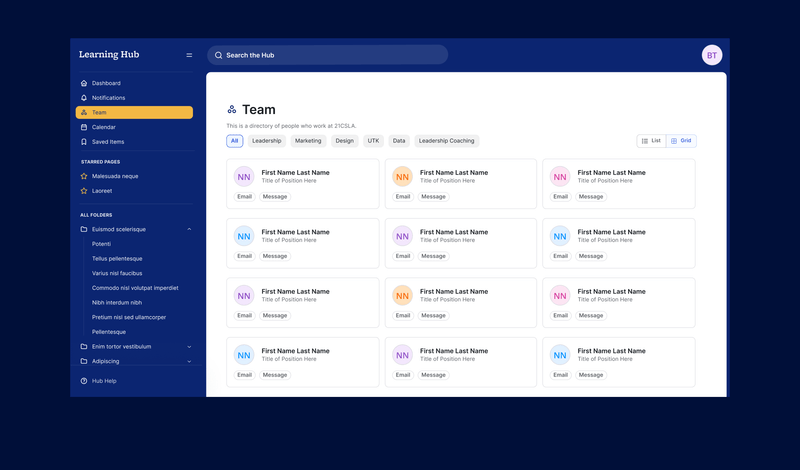 Learning Hub
Search the Hub
BT
Dashboard
Notifications
Team
Calendar
Saved Items
STARRED PAGES
Malesuada neque
Laoreet
ALL FOLDERS
Euismod scelerisque
Potenti
Tellus pellentesque
Varius nisl faucibus
Commodo nisl volutpat imperdiet
Nibh interdum nibh
Pretium nisl sed ullamcorper
Pellentesque
Enim tortor vestibulum
Adipiscing
Hub Help
Team
This is a directory of people who work at 21CSLA.
All Leadership Marketing Design UTK Data Leadership Coaching
List Grid
NN First Name Last Name
Title of Position Here
Email Message
NN First Name Last Name
Title of Position Here
Email Message
NN First Name Last Name
Title of Position Here
Email Message
NN First Name Last Name
Title of Position Here
Email Message
NN First Name Last Name
Title of Position Here
Email Message
NN First Name Last Name
Title of Position Here
Email Message
NN First Name Last Name
Title of Position Here
Email Message
NN First Name Last Name
Title of Position Here
Email Message
NN First Name Last Name
Title of Position Here
Email Message
NN First Name Last Name
Title of Position Here
Email Message
NN First Name Last Name
Title of Position Here
Email Message
NN First Name Last Name
Title of Position Here
Email Message